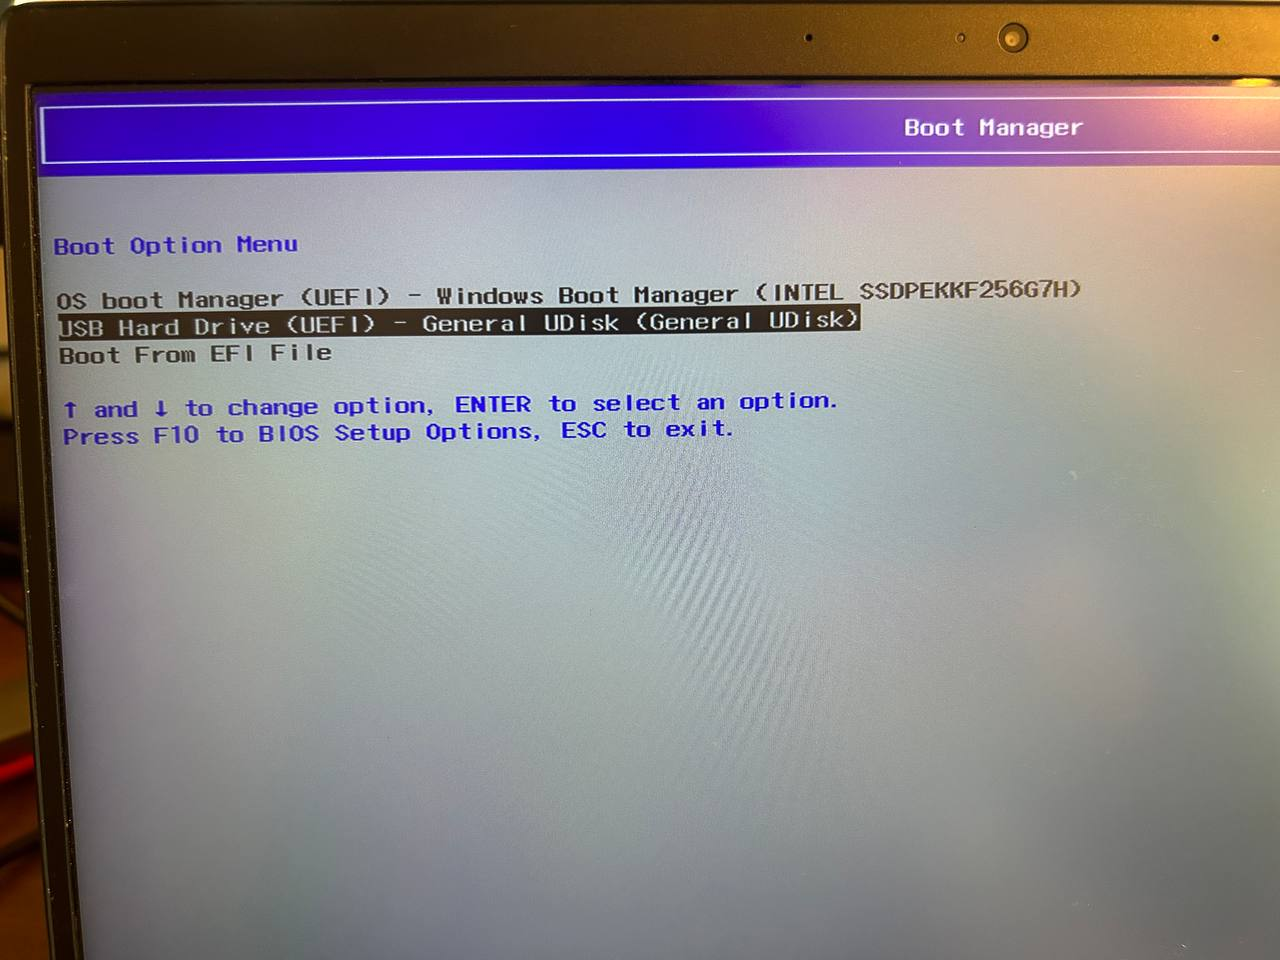 Boot Manager
Boot Option Menu
OS boot Manager (UEFI) - Windows Boot Manager (INTEL SSDPEKKF256G7H)
USB Hard Drive (UEFI) - General UDisk (General UDisk)
Boot From EFI File
↑ and ↓ to change option, ENTER to select an option.
Press F10 to BIOS Setup Options, ESC to exit.